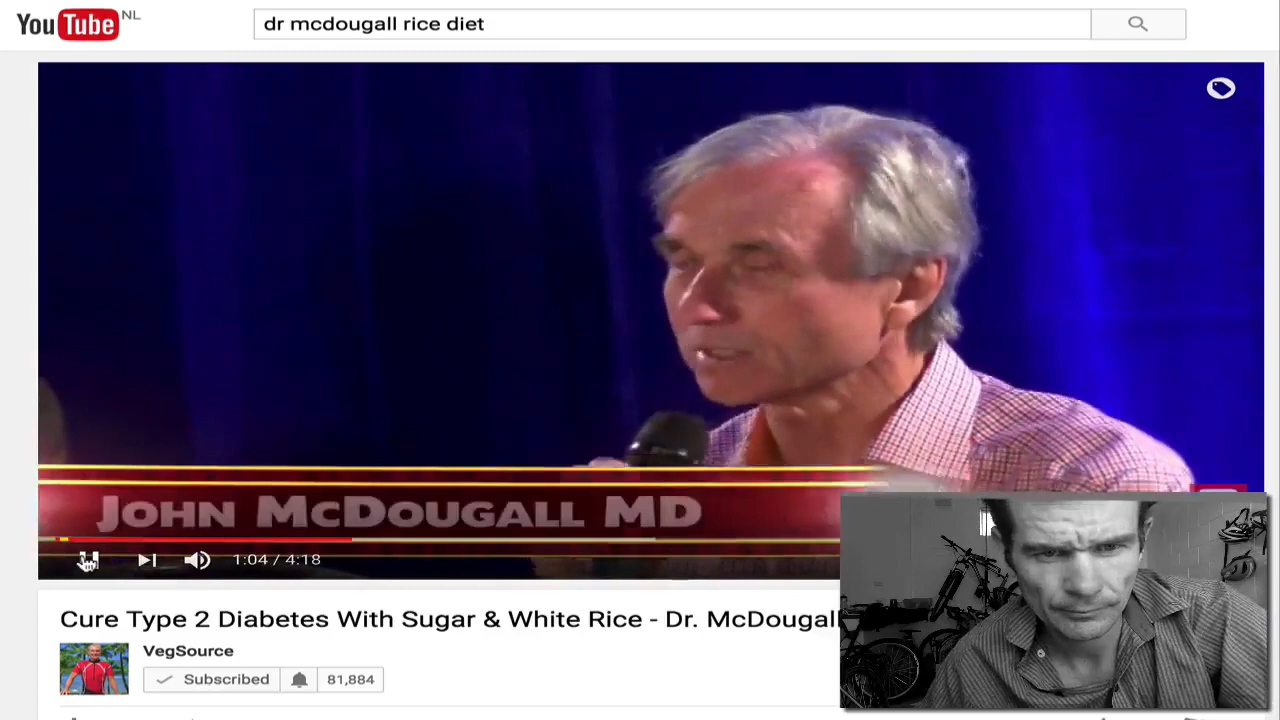 YouTube NL
dr mcdougall rice diet
JOHN MCDOUGALL MD
1:04 / 4:18
Cure Type 2 Diabetes With Sugar & White Rice - Dr. McDougall
VegSource
Subscribed 81,884